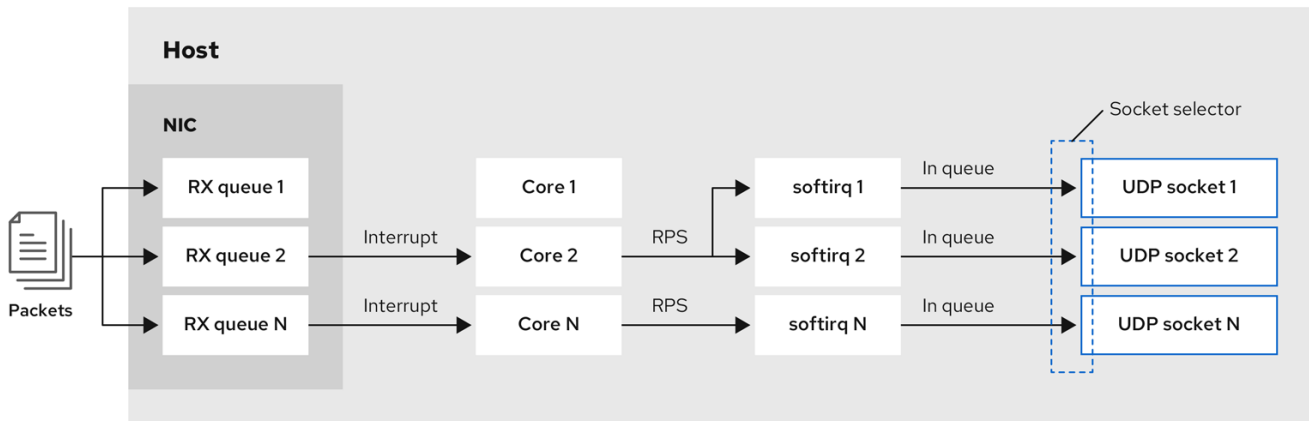 Host
NIC
Socket selector
RX queue 1
Core 1
softirq 1
In queue
UDP socket 1
RX queue 2
Interrupt
Core 2
RPS
softirq 2
In queue
UDP socket 2
Packets
RX queue N
Interrupt
Core N
RPS
softirq N
In queue
UDP socket N